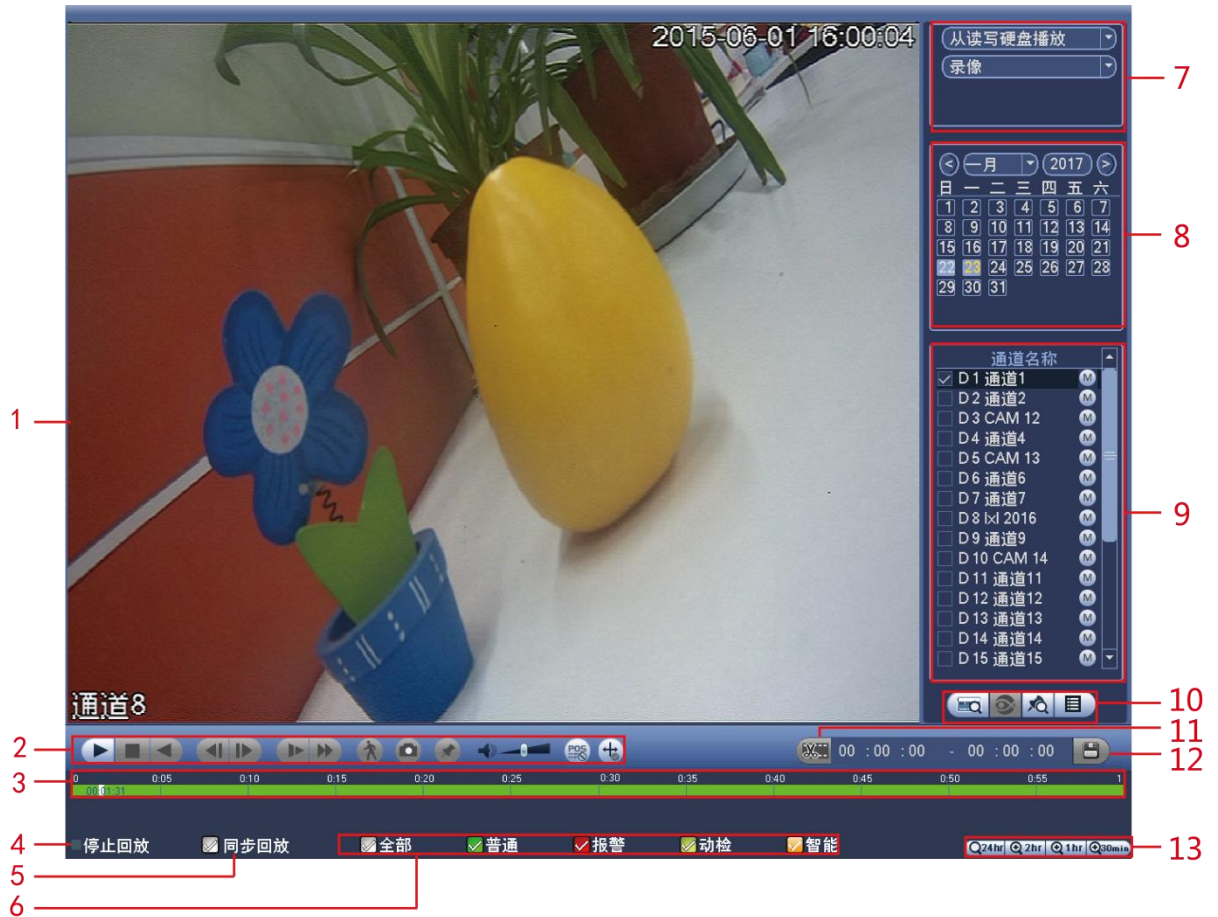 2015-06-01 16:00:04
通道8
从读写硬盘播放
录像
7
< 一月 2017 >
日 一 二 三 四 五 六
1 2 3 4 5 6 7
8 9 10 11 12 13 14
15 16 17 18 19 20 21
22 23 24 25 26 27 28
29 30 31
8
通道名称
D 1 通道1 M
D 2 通道2 M
D 3 CAM 12 M
D 4 通道4 M
D 5 CAM 13 M
D 6 通道6 M
D 7 通道7 M
D 8 2016 M
D 9 通道9 M
D 10 CAM 14 M
D 11 通道11 M
D 12 通道12 M
D 13 通道13 M
D 14 通道14 M
D 15 通道15 M
9
1
10
11
2
POS
00 :00 :00 - 00 :00 :00
12
3
0 0:05 0:10 0:15 0:20 0:25 0:30 0:35 0:40 0:45 0:50 0:55 1
00:01:31
4
停止回放 同步回放 全部 普通 报警 动检 智能
24hr 2hr 1hr 30min
13
5
6